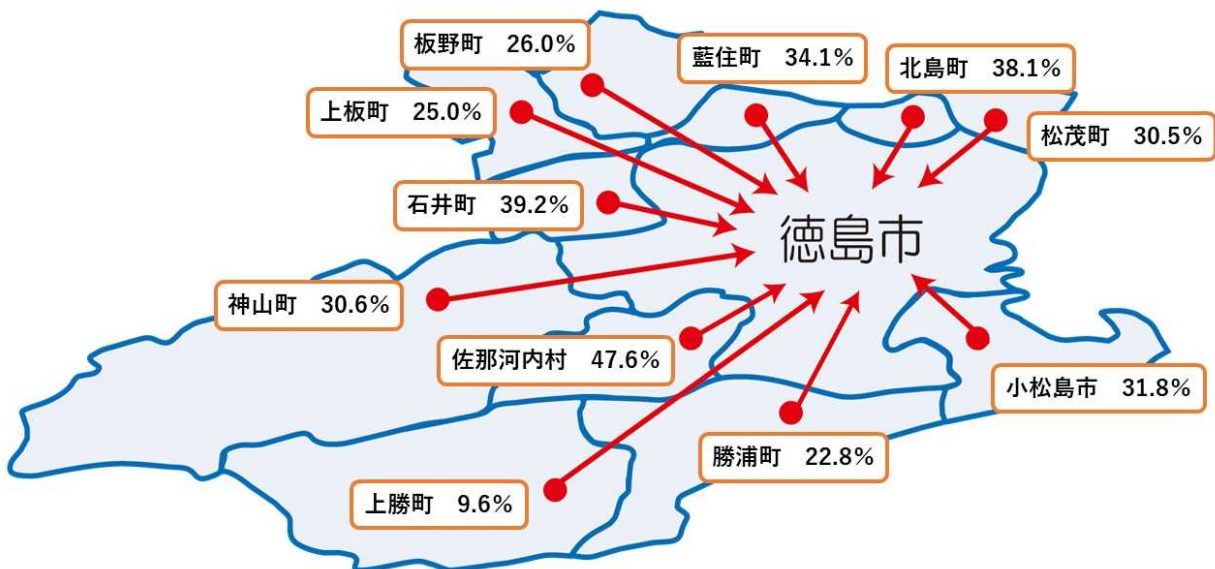 板野町 26.0%
藍住町 34.1%
北島町 38.1%
上板町 25.0%
松茂町 30.5%
石井町 39.2%
徳島市
神山町 30.6%
佐那河内村 47.6%
小松島市 31.8%
勝浦町 22.8%
上勝町 9.6%